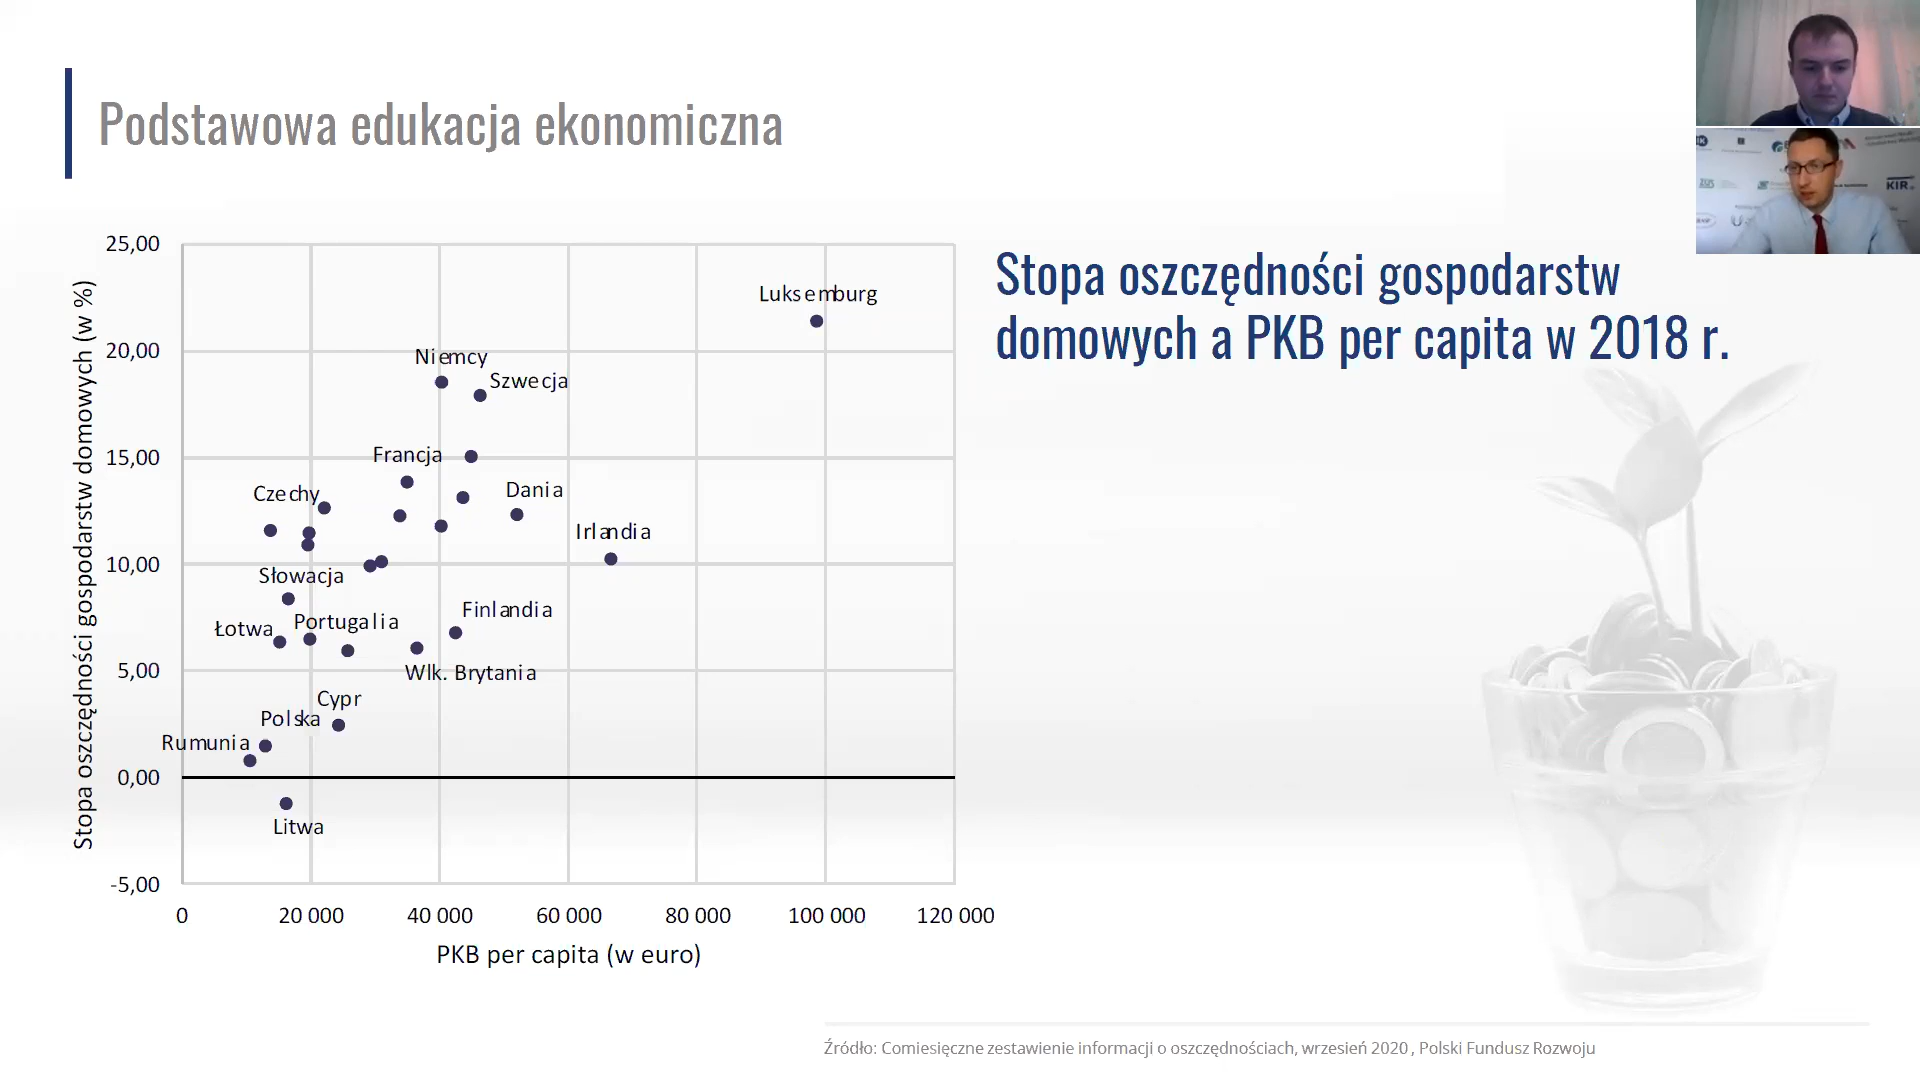 Podstawowa edukacja ekonomiczna
Stopa oszczędności gospodarstw
domowych a PKB per capita w 2018 r.
Stopa oszczędności gospodarstw domowych (w %)
25,00
20,00
15,00
10,00
5,00
0,00
-5,00
Luksemburg
Niemcy
Szwecja
Francja
Czechy
Dania
Irlandia
Słowacja
Finlandia
Portugalia
Łotwa
Wlk. Brytania
Cypr
Polska
Rumunia
Litwa
0
20 000
40 000
60 000
80 000
100 000
120 000
PKB per capita (w euro)
Źródło: Comiesięczne zestawienie informacji o oszczędnościach, wrzesień 2020 , Polski Fundusz Rozwoju
KIR